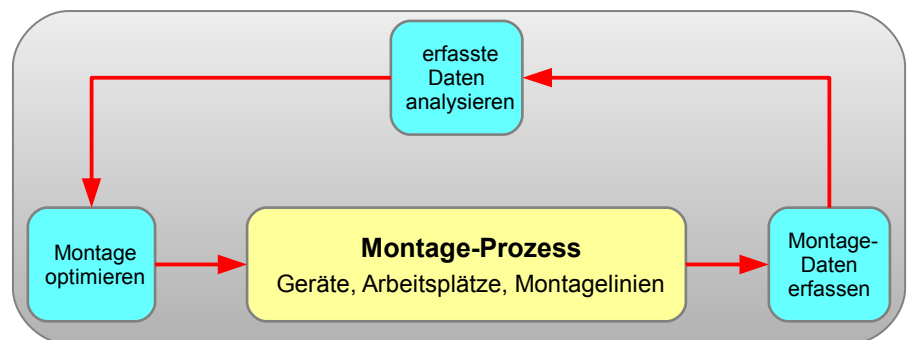 erfasste
Daten
analysieren
Montage
optimieren
Montage-Prozess
Geräte, Arbeitsplätze, Montagelinien
Montage-
Daten
erfassen